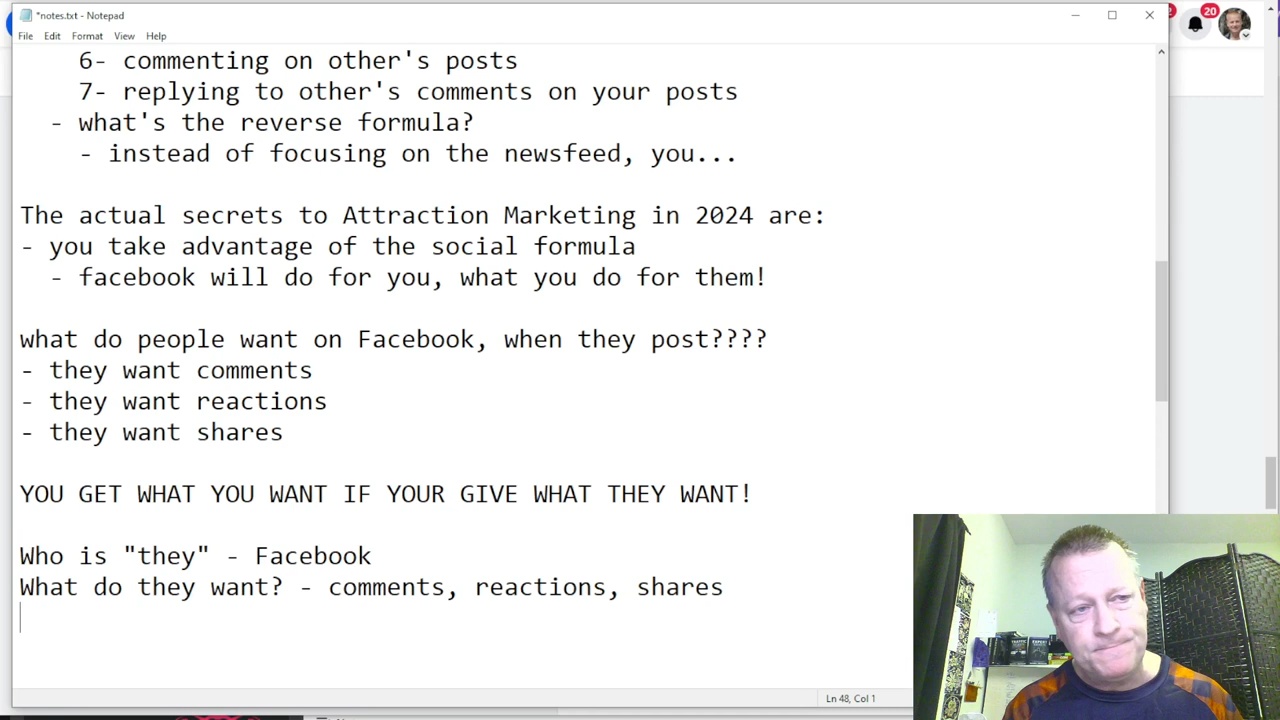 *notes.txt - Notepad
20
File Edit Format View Help
6- commenting on other's posts
7- replying to other's comments on your posts
- what's the reverse formula?
- instead of focusing on the newsfeed, you...
The actual secrets to Attraction Marketing in 2024 are:
- you take advantage of the social formula
- facebook will do for you, what you do for them!
what do people want on Facebook, when they post????
- they want comments
- they want reactions
- they want shares
YOU GET WHAT YOU WANT IF YOUR GIVE WHAT THEY WANT!
Who is "they" - Facebook
What do they want? - comments, reactions, shares
Ln 48, Col 1